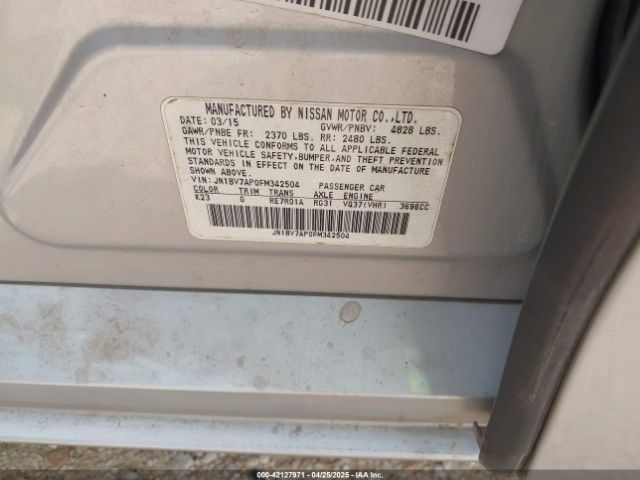 MANUFACTURED BY NISSAN MOTOR CO.,LTD.
DATE: 03/15 GVWR/PNBV: 4828 LBS.
GAWR/PNBE FR: 2370 LBS. RR: 2480 LBS.
THIS VEHICLE CONFORMS TO ALL APPLICABLE FEDERAL
MOTOR VEHICLE SAFETY,BUMPER,AND THEFT PREVENTION
STANDARDS IN EFFECT ON THE DATE OF MANUFACTURE
SHOWN ABOVE.
VIN: JN1BV7AP0FM342504 PASSENGER CAR
COLOR TRIM TRANS AXLE ENGINE
K23 G RE7R01A RG31 VQ37(VHR) 3696CC
JN1BV7AP0FM342504
000-42127971 - 04/25/2025 - IAAI.COM